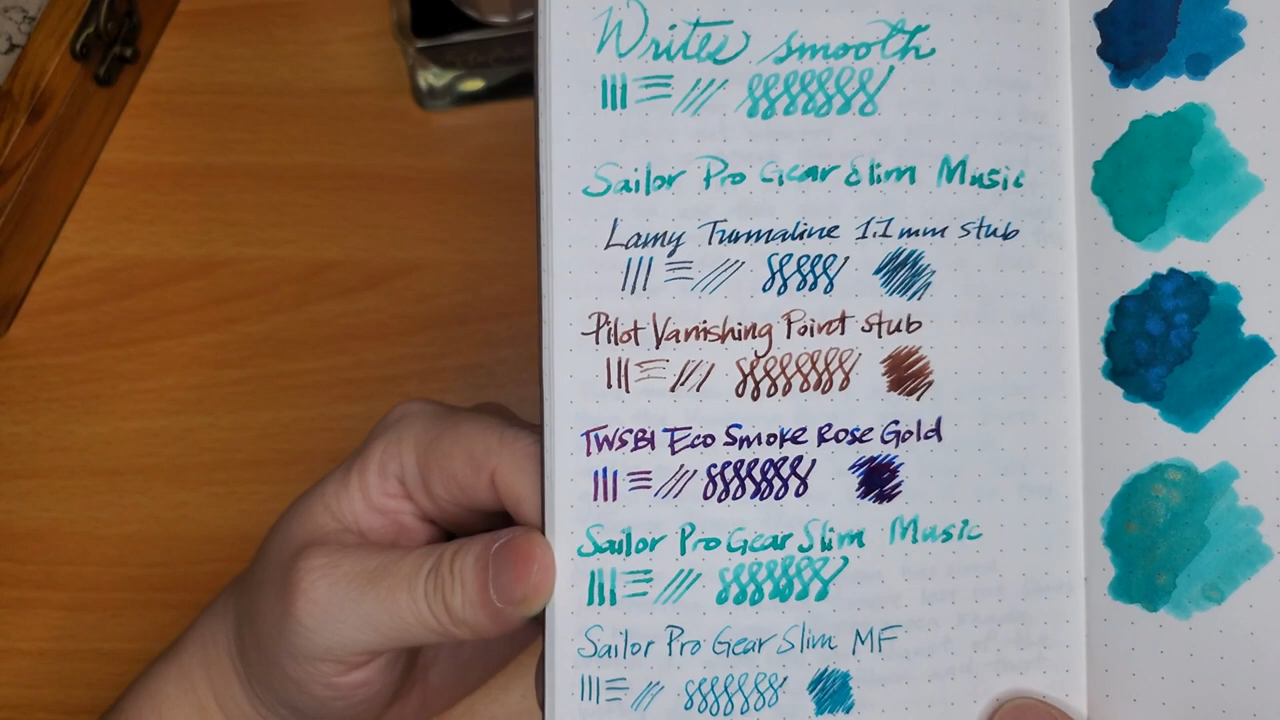 Writes smooth
Sailor Pro Gear Slim Music
Lamy Turmaline 1.1mm stub
Pilot Vanishing Point stub
TWSBI Eco Smoke Rose Gold
Sailor Pro Gear Slim Music
Sailor Pro Gear Slim MF